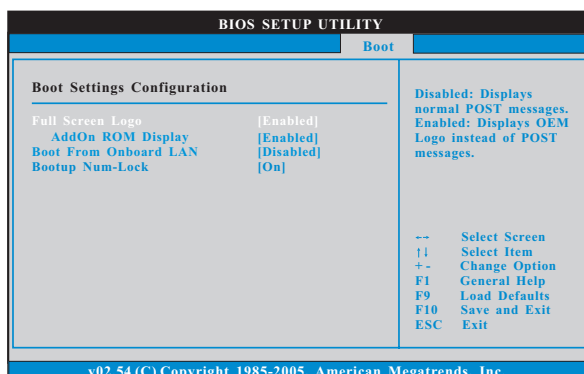 BIOS SETUP UTILITY
Boot
Boot Settings Configuration
Full Screen Logo [Enabled]
AddOn ROM Display [Enabled]
Boot From Onboard LAN [Disabled]
Bootup Num-Lock [On]
Disabled: Displays
normal POST messages.
Enabled: Displays OEM
Logo instead of POST
messages.
←→ Select Screen
↑↓ Select Item
+ - Change Option
F1 General Help
F9 Load Defaults
F10 Save and Exit
ESC Exit
v02.54 (C) Copyright 1985-2005, American Megatrends, Inc.